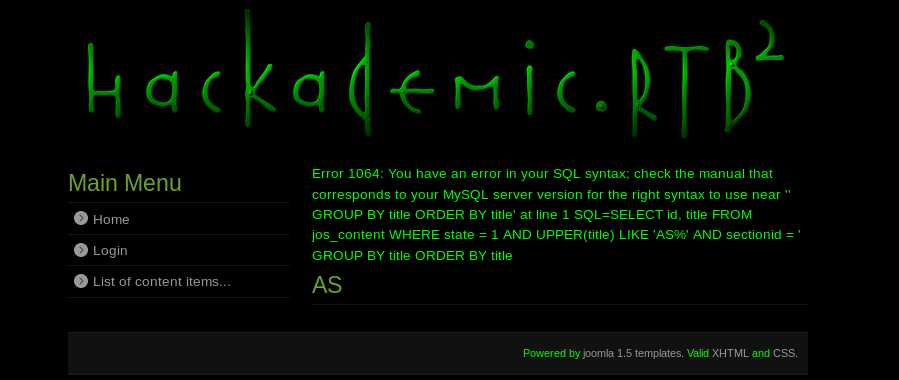 Hackademic.RTB²
Main Menu
Home
Login
List of content items...
Error 1064: You have an error in your SQL syntax; check the manual that
corresponds to your MySQL server version for the right syntax to use near ''
GROUP BY title ORDER BY title' at line 1 SQL=SELECT id, title FROM
jos_content WHERE state = 1 AND UPPER(title) LIKE 'AS%' AND sectionid = '
GROUP BY title ORDER BY title
AS
Powered by joomla 1.5 templates. Valid XHTML and CSS.